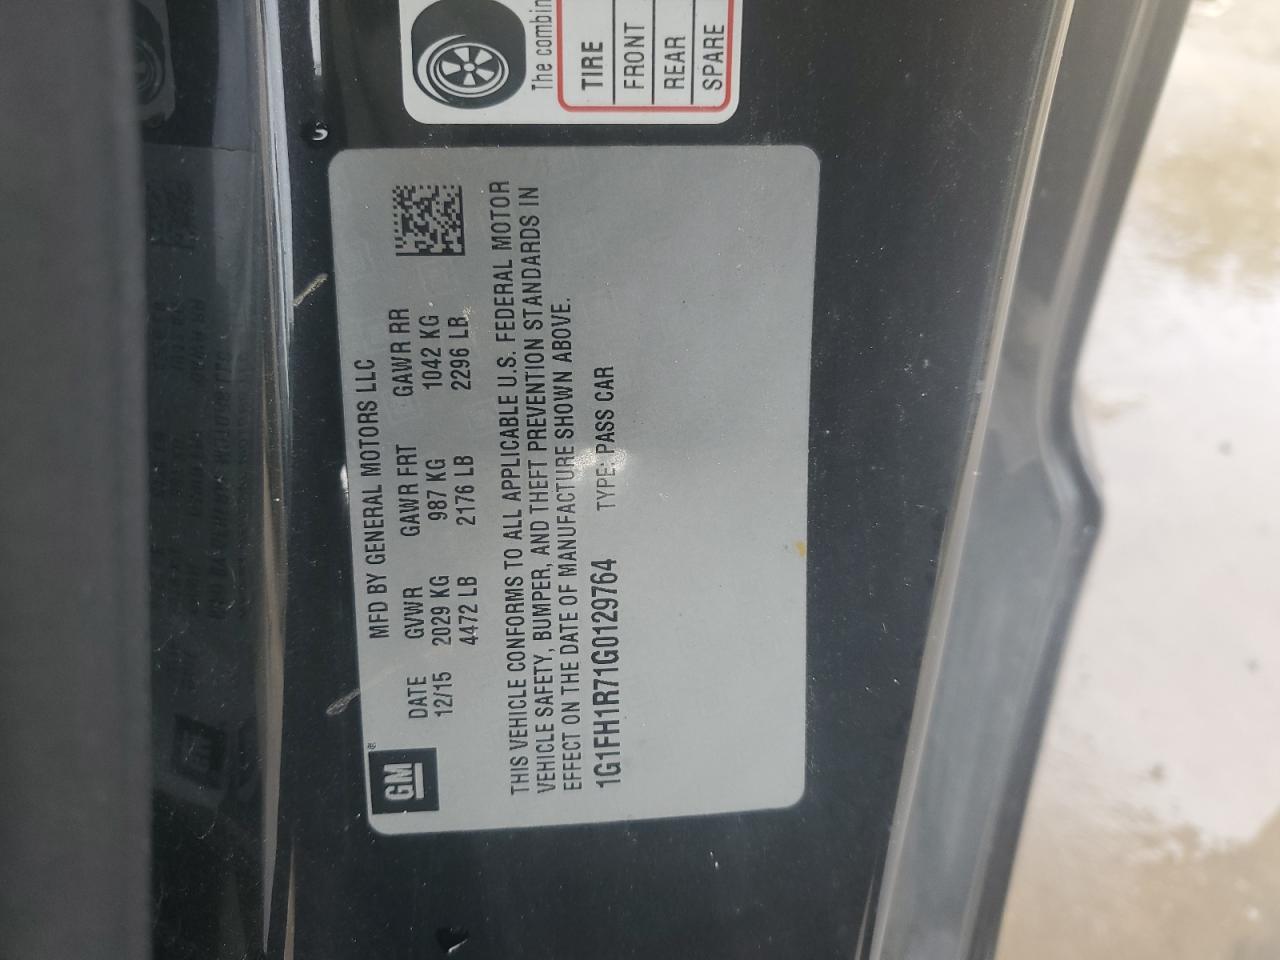 The combin
TIRE
FRONT
REAR
SPARE
GM®
MFD BY GENERAL MOTORS LLC
DATE GVWR GAWR FRT GAWR RR
12/15 2029 KG 987 KG 1042 KG
4472 LB 2176 LB 2296 LB
THIS VEHICLE CONFORMS TO ALL APPLICABLE U.S. FEDERAL MOTOR
VEHICLE SAFETY, BUMPER, AND THEFT PREVENTION STANDARDS IN
EFFECT ON THE DATE OF MANUFACTURE SHOWN ABOVE.
1G1FH1R71G0129764 TYPE: PASS CAR